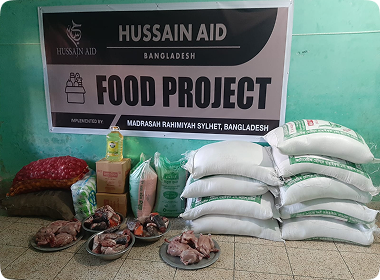 HUSSAIN AID
HUSSAIN AID
BANGLADESH
FOOD PROJECT
IMPLEMENTED BY
MADRASAH RAHIMIYAH SYLHET, BANGLADESH